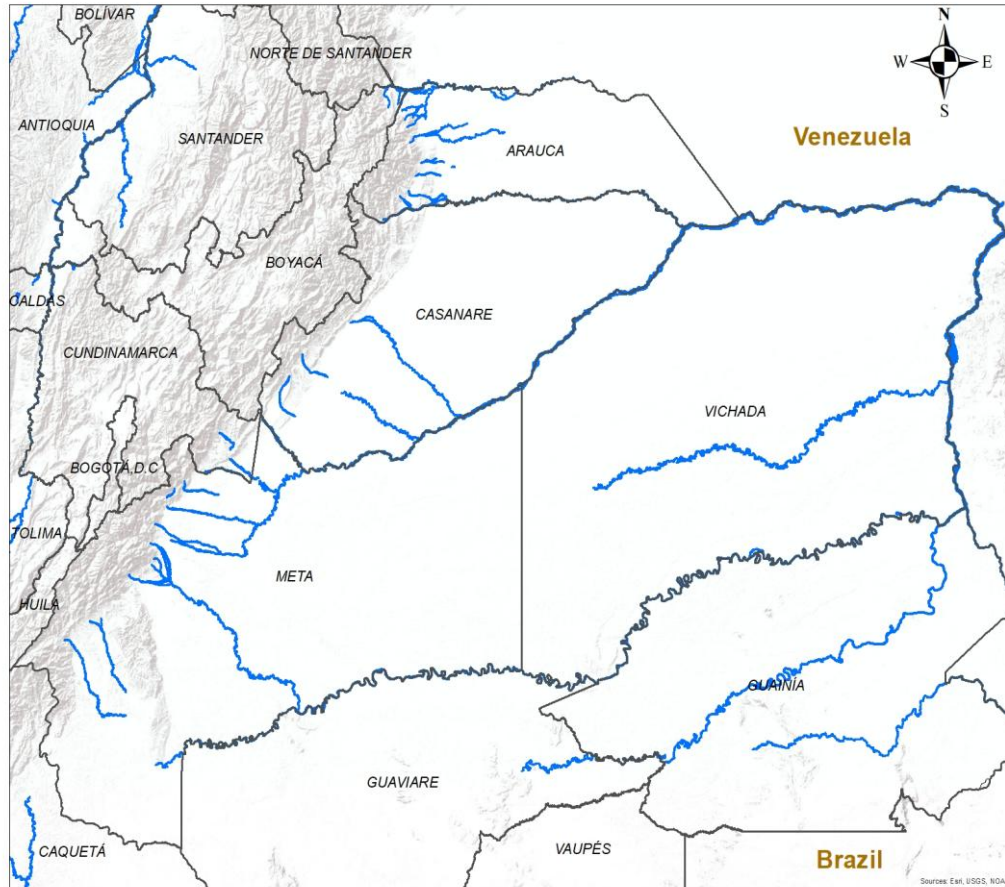 BOLÍVAR
N
NORTE DE SANTANDER
W
E
S
ANTIOQUIA
SANTANDER
ARAUCA
Venezuela
BOYACÁ
CALDAS
CASANARE
CUNDINAMARCA
VICHADA
BOGOTÁ,D.C
TOLIMA
META
HUILA
GUAINÍA
GUAVIARE
CAQUETÁ
VAUPÉS
Brazil
Sources: Esri, USGS, NOA